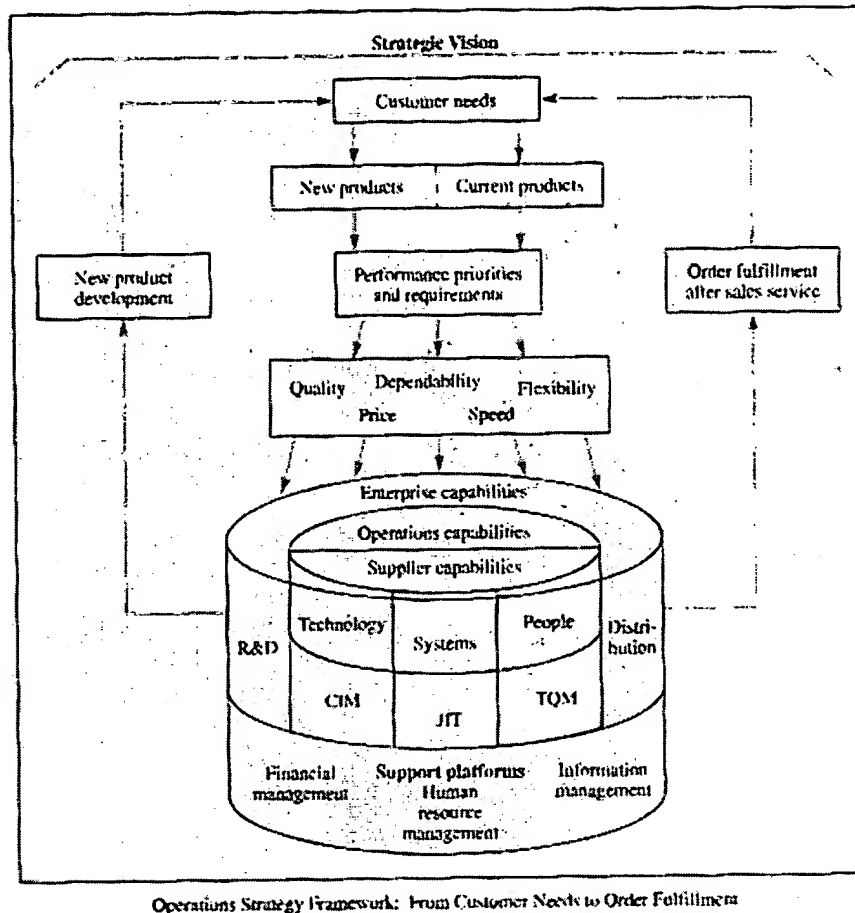 Strategic Vision
Customer needs
New products
Current products
New product
development
Performance priorities
and requirements
Order fulfillment
after sales service
Quality
Dependability
Flexibility
Price
Speed
Enterprise capabilities
Operations capabilities
Supplier capabilities
R&D
Technology
Systems
People
Distri-
bution
CIM
JIT
TQM
Financial
management
Support platforms
Human
resource
management
Information
management
Operations Strategy Framework: From Customer Needs to Order Fulfillment